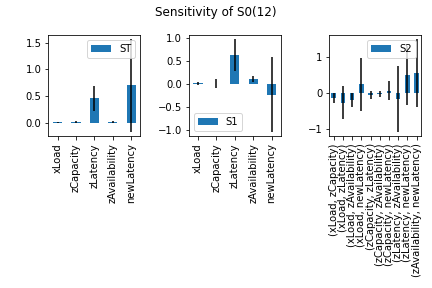 Sensitivity of S0(12)
1.5
1.0
0.5
0.0
ST
xLoad
zCapacity
zLatency
zAvailability
newLatency
1.0
0.5
0.0
−0.5
−1.0
S1
xLoad
zCapacity
zLatency
zAvailability
newLatency
1
0
−1
S2
(xLoad, zCapacity)
(xLoad, zLatency)
(xLoad, zAvailability)
(xLoad, newLatency)
(zCapacity, zLatency)
(zCapacity, zAvailability)
(zCapacity, newLatency)
(zLatency, zAvailability)
(zLatency, newLatency)
(zAvailability, newLatency)